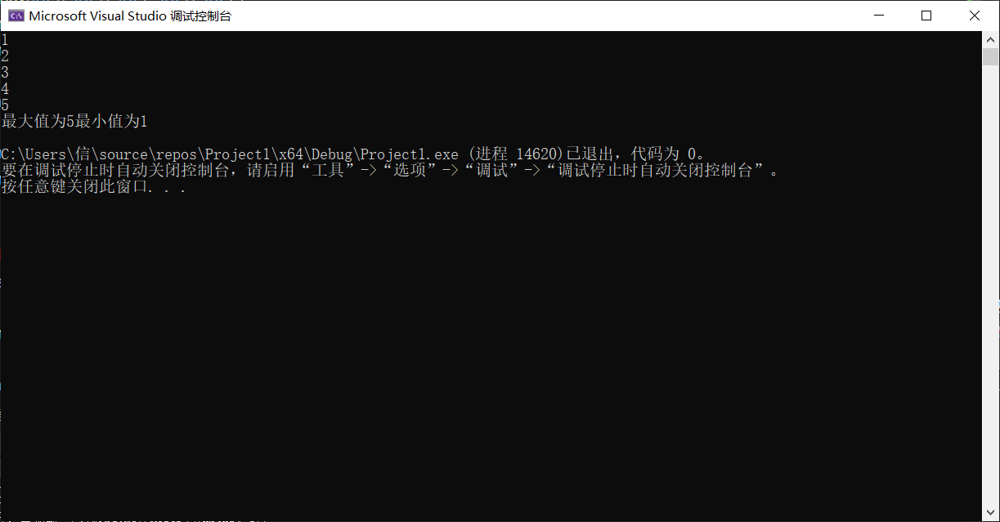 Microsoft Visual Studio 调试控制台
1
2
3
4
5
最大值为5最小值为1
C:\Users\信\source\repos\Project1\x64\Debug\Project1.exe (进程 14620)已退出，代码为 0。
要在调试停止时自动关闭控制台，请启用“工具”->“选项”->“调试”->“调试停止时自动关闭控制台”。
按任意键关闭此窗口. . .